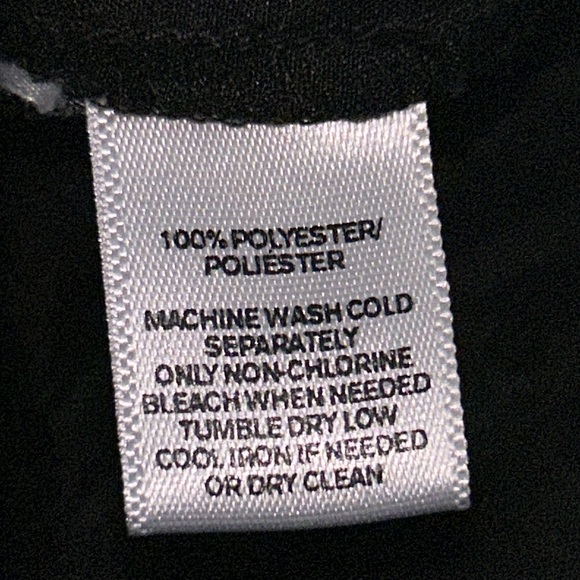 100% POLYESTER/
POLIÉSTER
MACHINE WASH COLD
SEPARATELY
ONLY NON-CHLORINE
BLEACH WHEN NEEDED
TUMBLE DRY LOW
COOL IRON IF NEEDED
OR DRY CLEAN